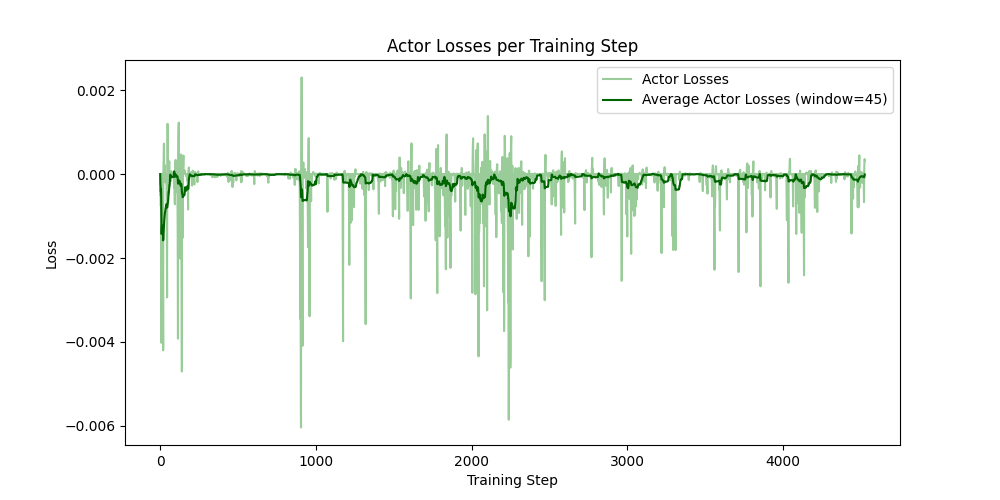 Actor Losses per Training Step
Actor Losses
Average Actor Losses (window=45)
0.002
0.000
−0.002
−0.004
−0.006
Loss
0
1000
2000
3000
4000
Training Step